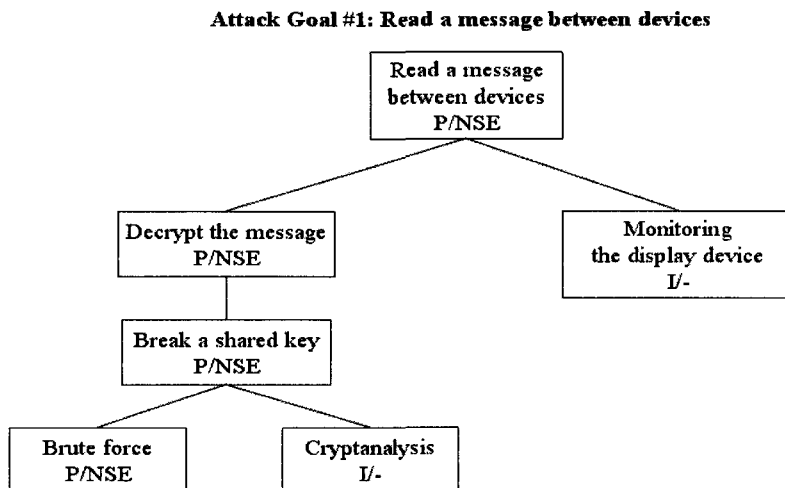 Attack Goal #1: Read a message between devices
Read a message
between devices
P/NSE
Decrypt the message
P/NSE
Monitoring
the display device
I/-
Break a shared key
P/NSE
Brute force
P/NSE
Cryptanalysis
I/-